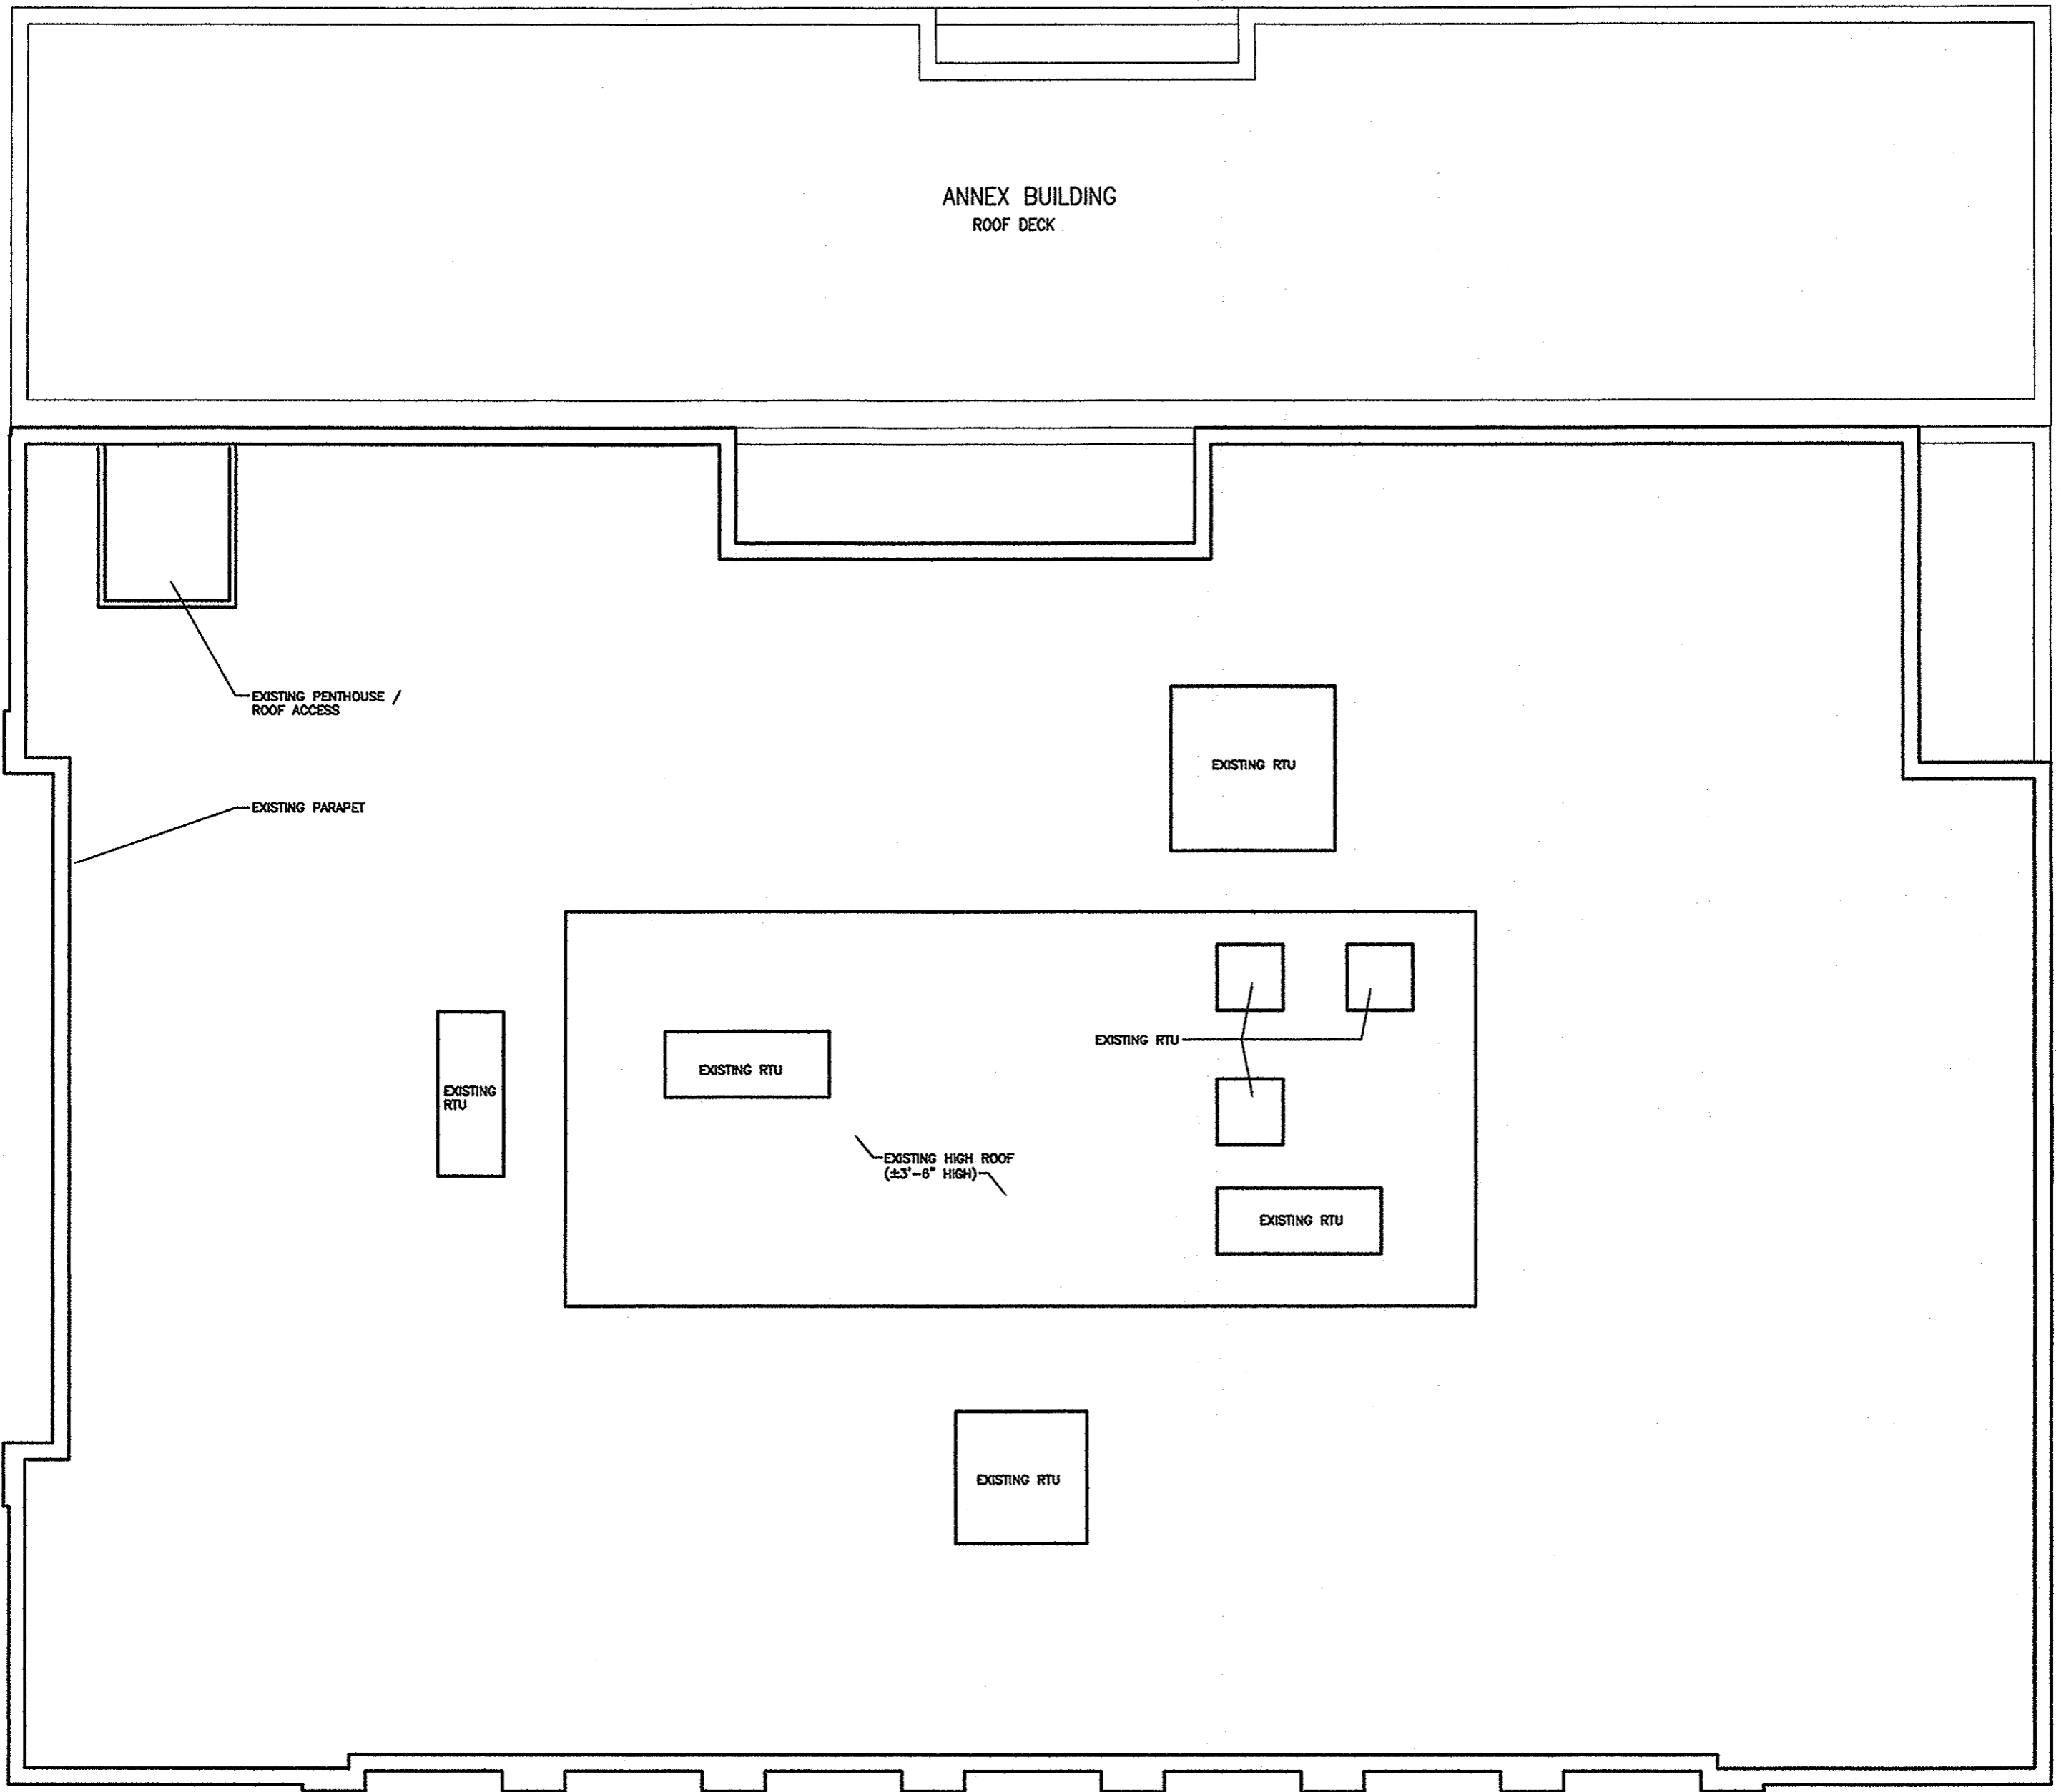 ANNEX BUILDING
ROOF DECK
EXISTING PENTHOUSE /
ROOF ACCESS
EXISTING RTU
EXISTING PARAPET
EXISTING RTU
EXISTING RTU
EXISTING
RTU
EXISTING HIGH ROOF
(±3'-6" HIGH)
EXISTING RTU
EXISTING RTU